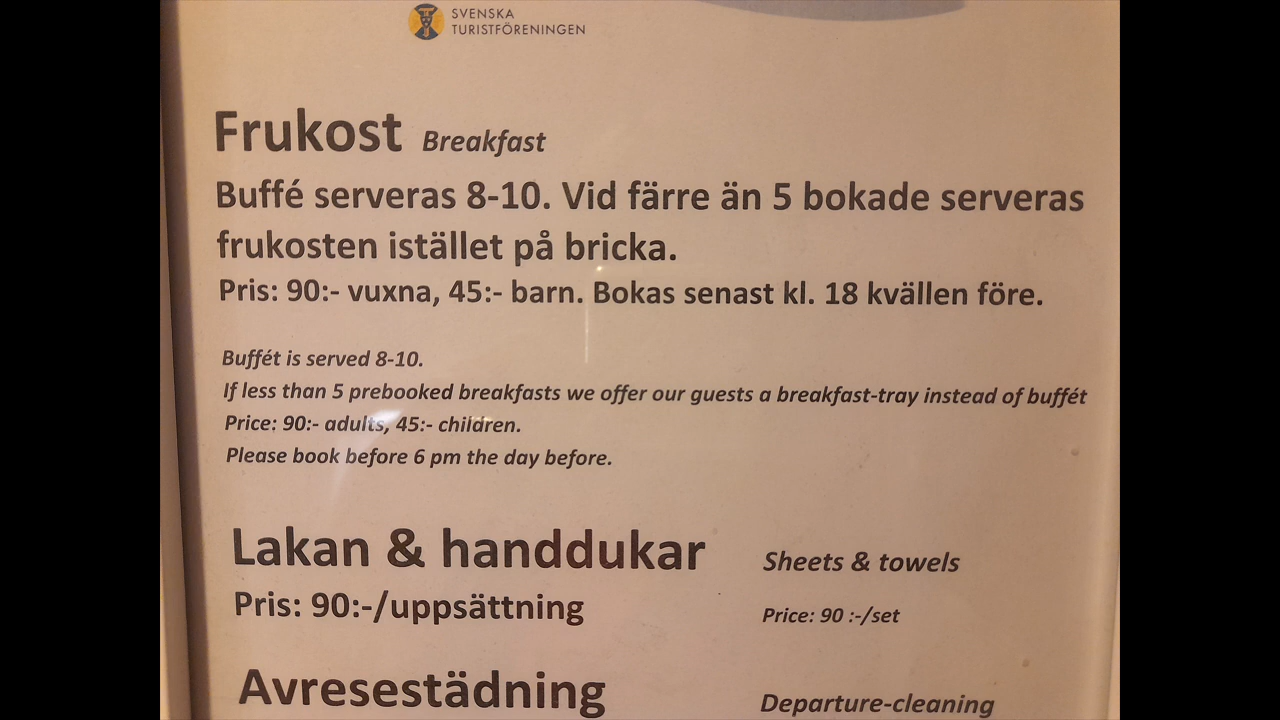 SVENSKA
TURISTFÖRENINGEN
Frukost Breakfast
Buffé serveras 8-10. Vid färre än 5 bokade serveras
frukosten istället på bricka.
Pris: 90:- vuxna, 45:- barn. Bokas senast kl. 18 kvällen före.
Buffét is served 8-10.
If less than 5 prebooked breakfasts we offer our guests a breakfast-tray instead of buffét
Price: 90:- adults, 45:- children.
Please book before 6 pm the day before.
Lakan & handdukar Sheets & towels
Pris: 90:-/uppsättning Price: 90 :-/set
Avresestädning Departure-cleaning